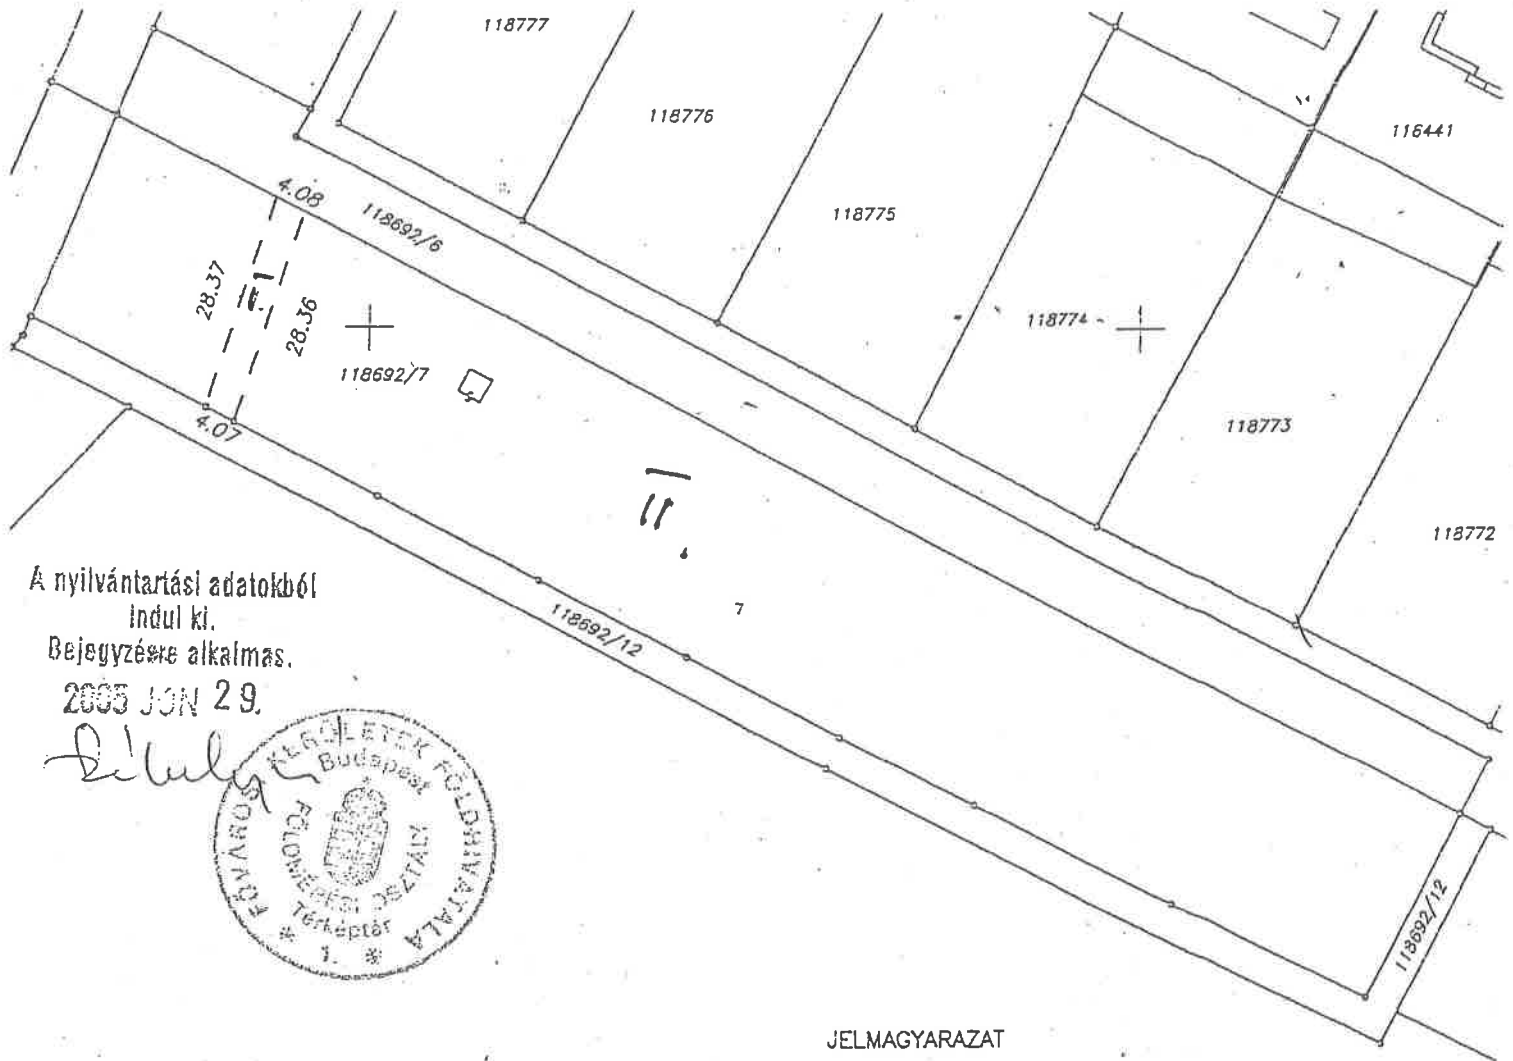 118777
118776
116441
118775
4.08
118692/6
28.37
I.
28.36
118774
118692/7
118773
4.07
II.
118772
7
118692/12
A nyilvántartási adatokból
indul ki.
Bejegyzésre alkalmas.
2005 JUN 29.
FŐVÁROSI KERÜLETEK FÖLDHIVATALA
Budapest
FÖLDMÉRÉSI OSZTÁLY
Térképtár
* 1. *
118692/12
JELMAGYARAZAT